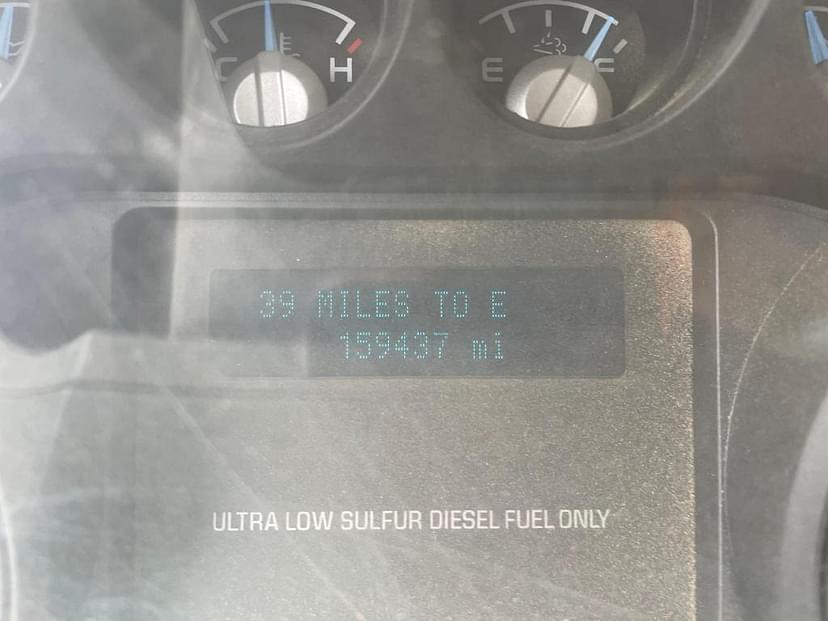 C H
E F
39 MILES TO E
159437 mi
ULTRA LOW SULFUR DIESEL FUEL ONLY